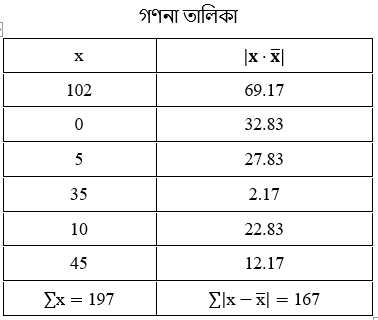 গণনা তালিকা
x |x · x̅|
102 69.17
0 32.83
5 27.83
35 2.17
10 22.83
45 12.17
∑x = 197 ∑|x − x̅| = 167